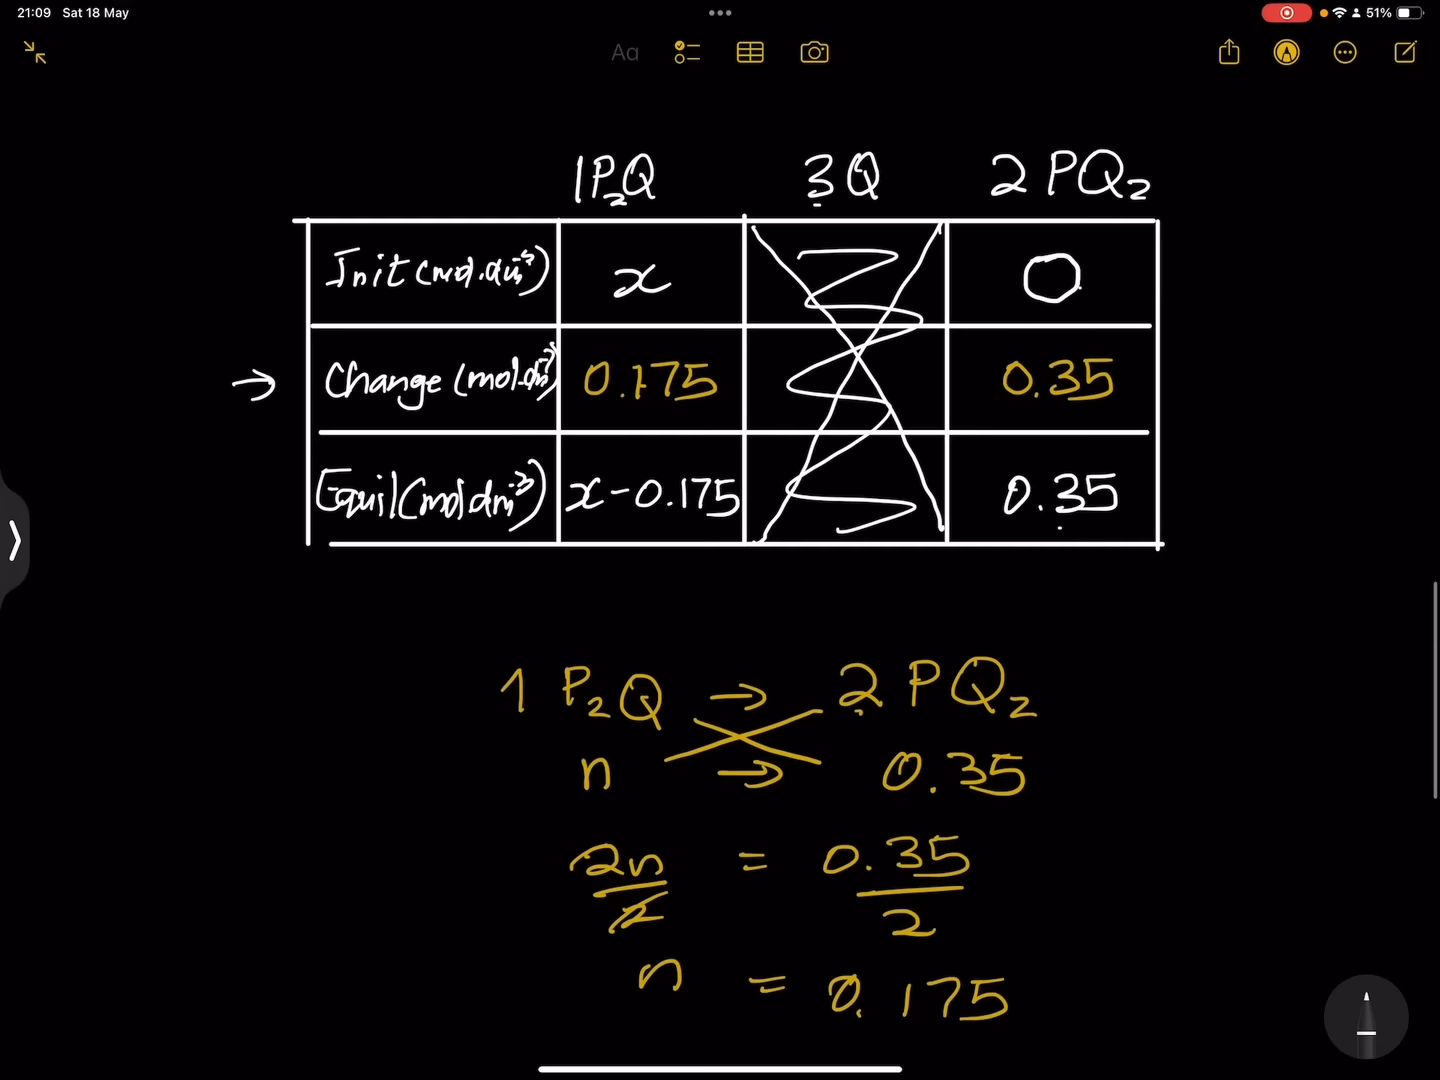 21:09 Sat 18 May
51%
Aa
1P₂Q 3Q 2PQ₂
Init (mol.dm⁻³) x 0
→ Change (mol.dm⁻³) 0.175 0.35
Equil (mol.dm⁻³) x-0.175 0.35
1 P₂Q → 2 PQ₂
n → 0.35
2n/2 = 0.35/2
n = 0.175